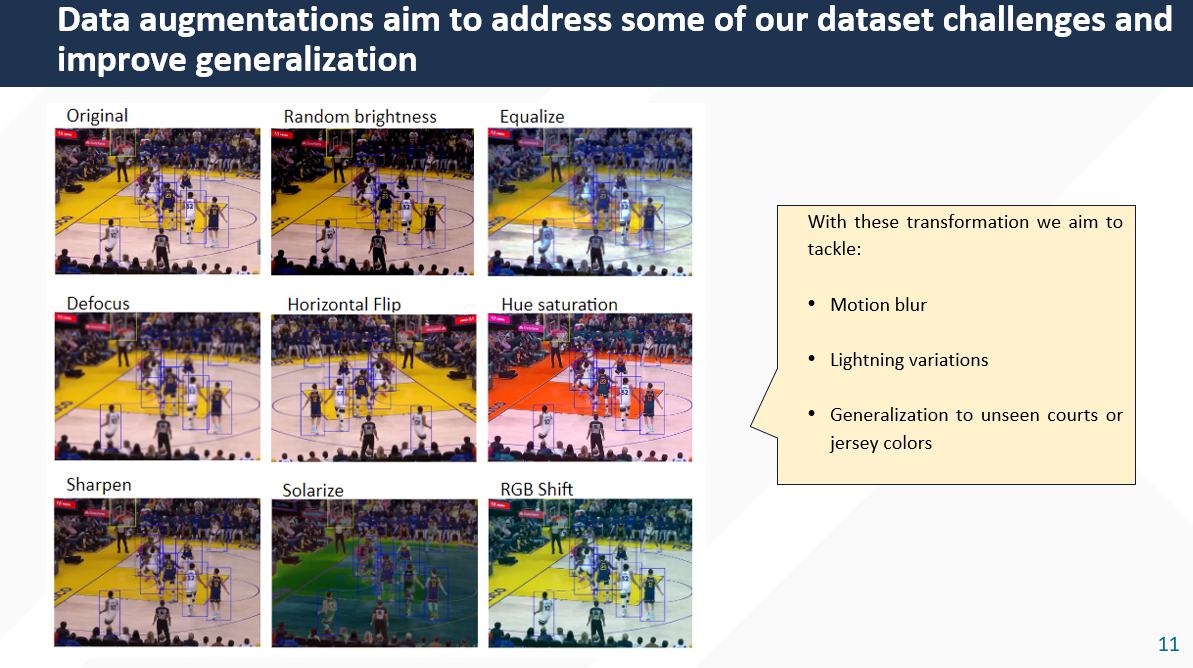 Data augmentations aim to address some of our dataset challenges and
improve generalization
Original
Random brightness
Equalize
With these transformation we aim to
tackle:
• Motion blur
• Lightning variations
• Generalization to unseen courts or
jersey colors
Defocus
Horizontal Flip
Hue saturation
Sharpen
Solarize
RGB Shift
11